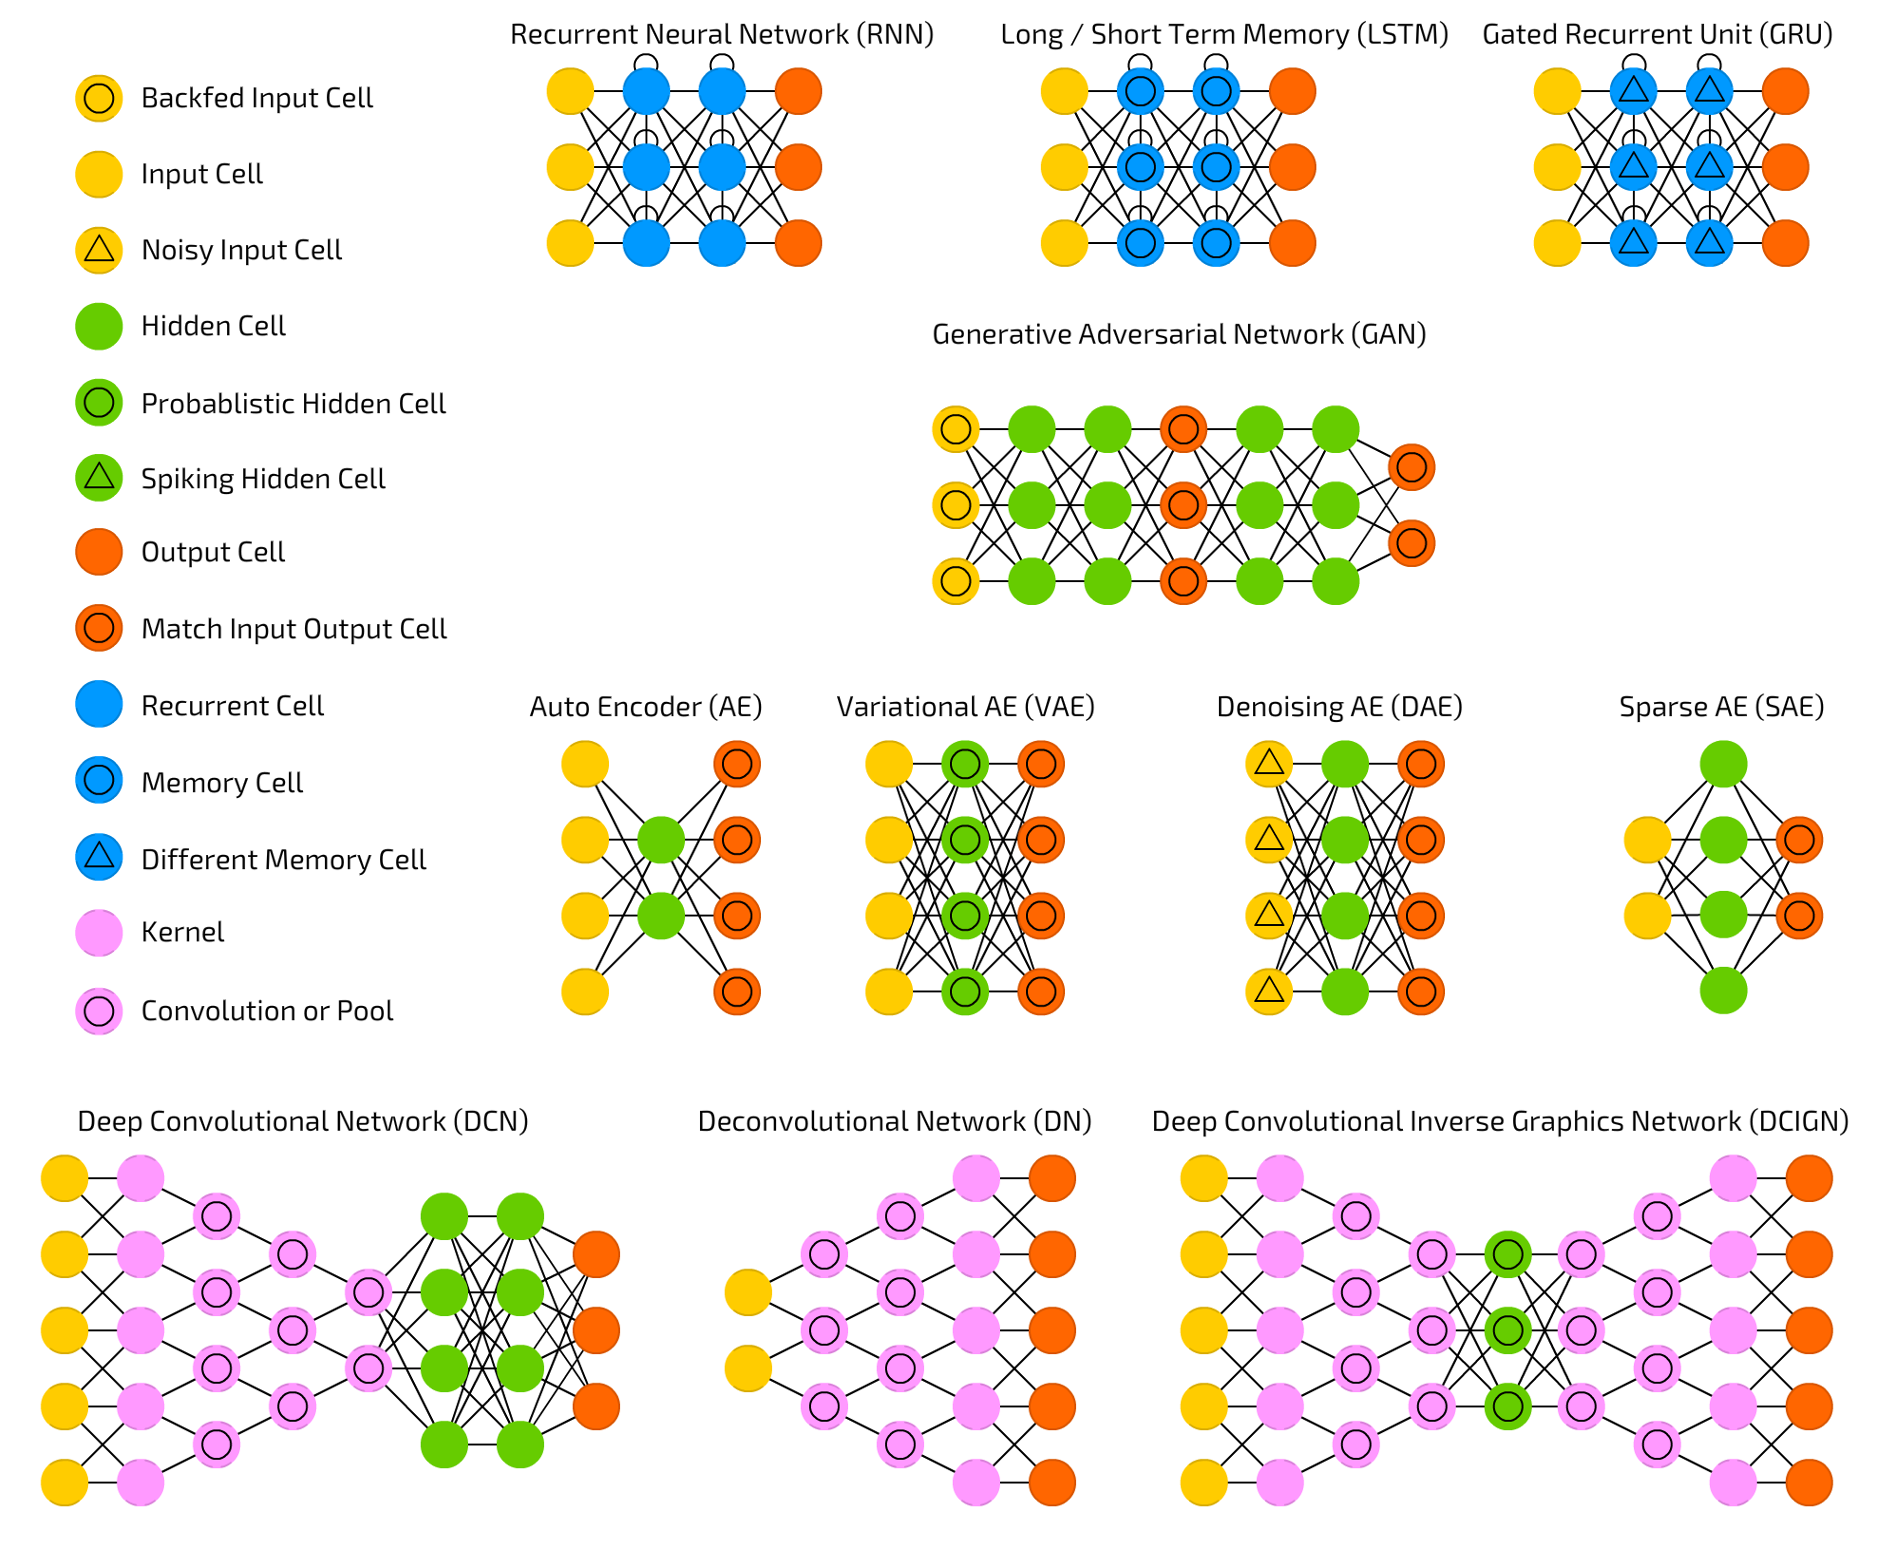 Recurrent Neural Network (RNN)
Long / Short Term Memory (LSTM)
Gated Recurrent Unit (GRU)
Backfed Input Cell
Input Cell
Noisy Input Cell
Hidden Cell
Probablistic Hidden Cell
Spiking Hidden Cell
Output Cell
Match Input Output Cell
Recurrent Cell
Memory Cell
Different Memory Cell
Kernel
Convolution or Pool
Generative Adversarial Network (GAN)
Auto Encoder (AE)
Variational AE (VAE)
Denoising AE (DAE)
Sparse AE (SAE)
Deep Convolutional Network (DCN)
Deconvolutional Network (DN)
Deep Convolutional Inverse Graphics Network (DCIGN)